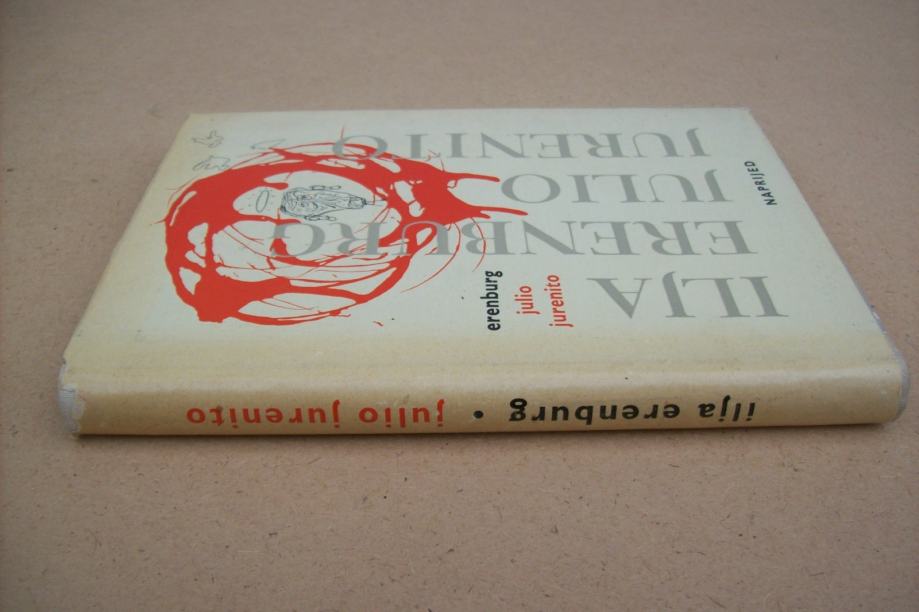 ILJA
ERENBURG
JULIO
JURENITO
erenburg
julio
jurenito
NAPRIJED
ilja erenburg • julio jurenito